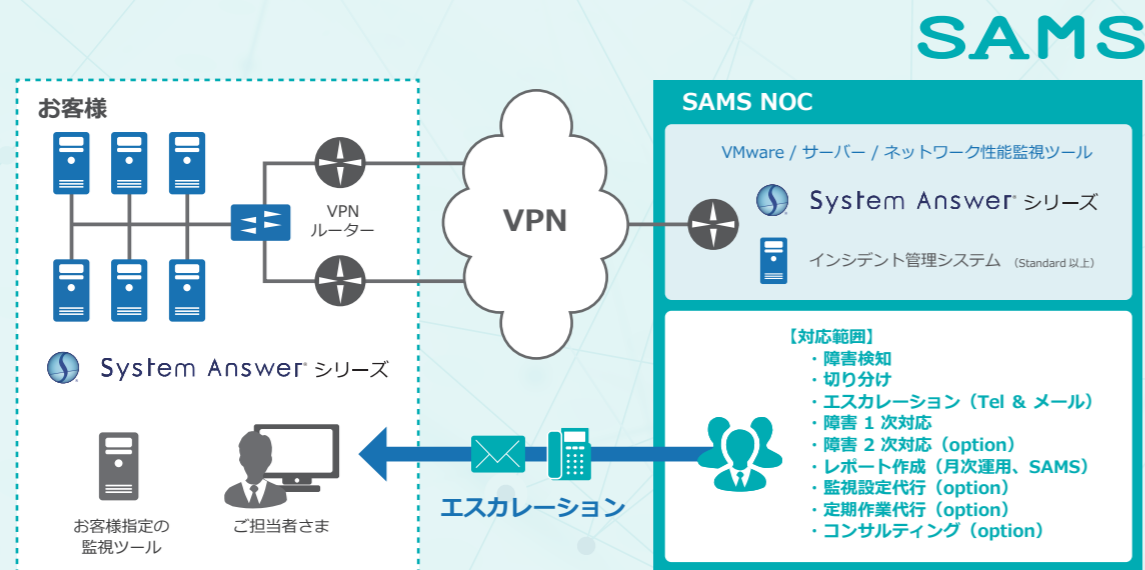 SAMS
お客様
VPN
ルーター
System Answer® シリーズ
お客様指定の
監視ツール
ご担当者さま
VPN
エスカレーション
SAMS NOC
VMware / サーバー / ネットワーク性能監視ツール
System Answer® シリーズ
インシデント管理システム （Standard 以上）
【対応範囲】
・障害検知
・切り分け
・エスカレーション（Tel & メール）
・障害 1 次対応
・障害 2 次対応（option）
・レポート作成（月次運用、SAMS）
・監視設定代行（option）
・定期作業代行（option）
・コンサルティング（option）